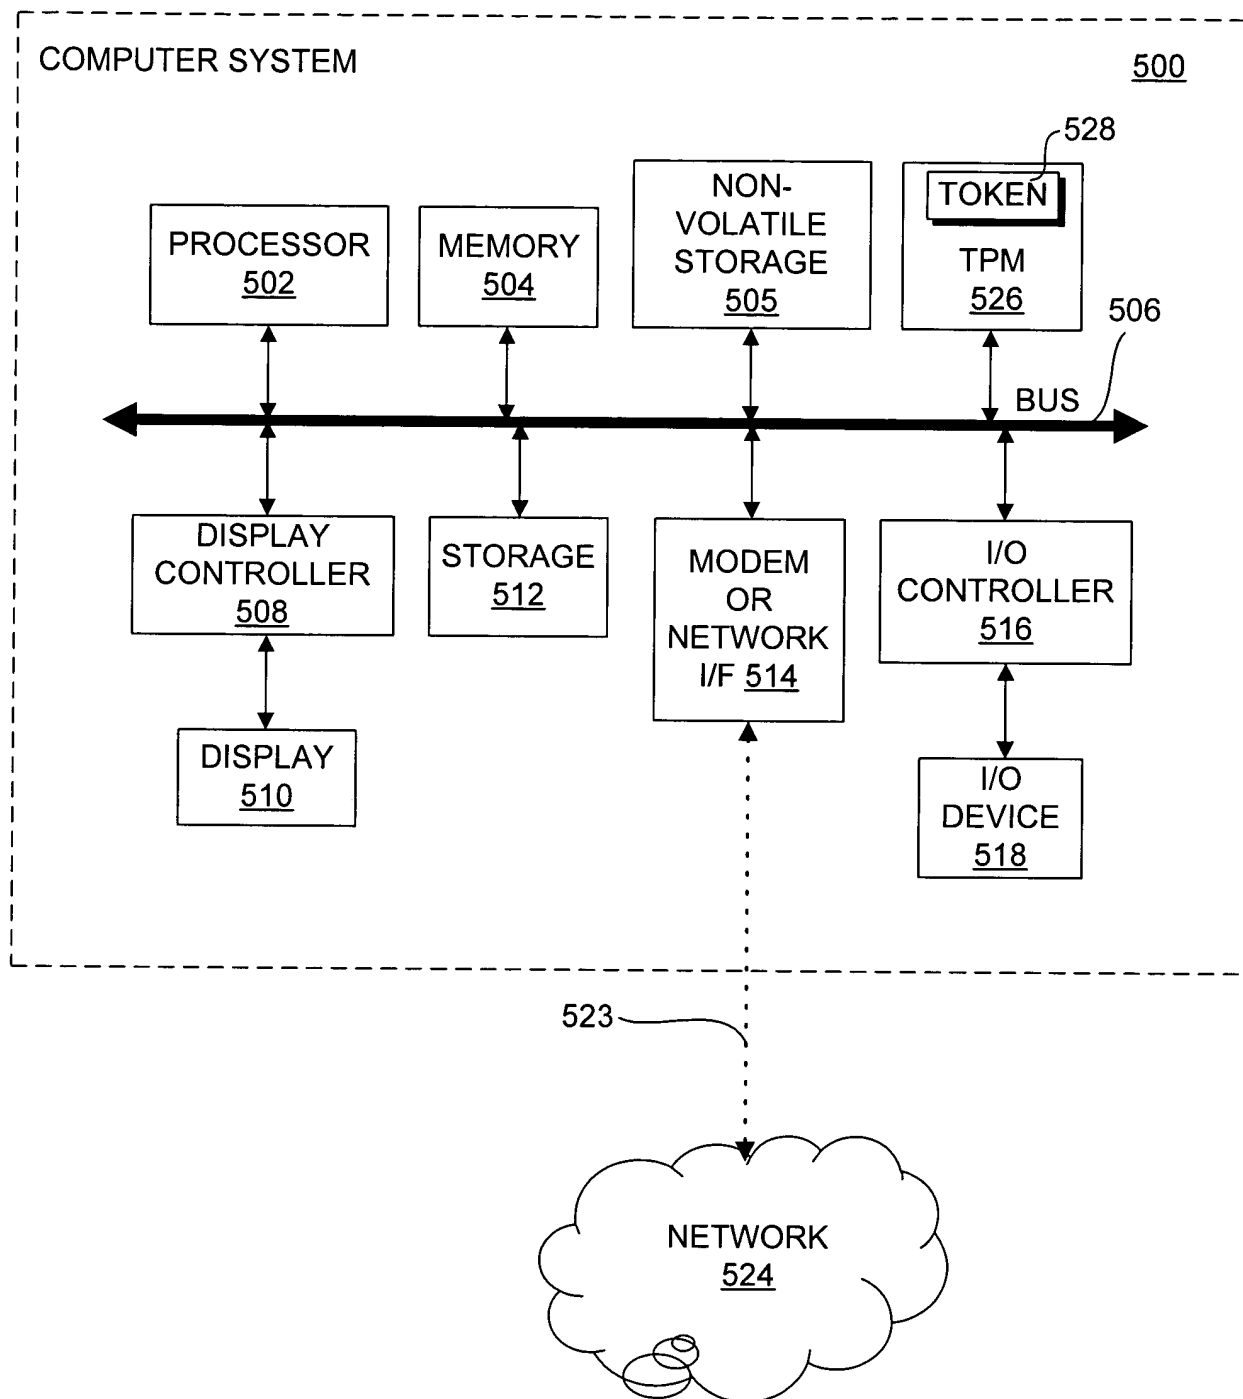 COMPUTER SYSTEM
500
528
PROCESSOR
502
MEMORY
504
NON-
VOLATILE
STORAGE
505
TOKEN
TPM
526
506
BUS
DISPLAY
CONTROLLER
508
STORAGE
512
MODEM
OR
NETWORK
I/F 514
I/O
CONTROLLER
516
DISPLAY
510
I/O
DEVICE
518
523
NETWORK
524